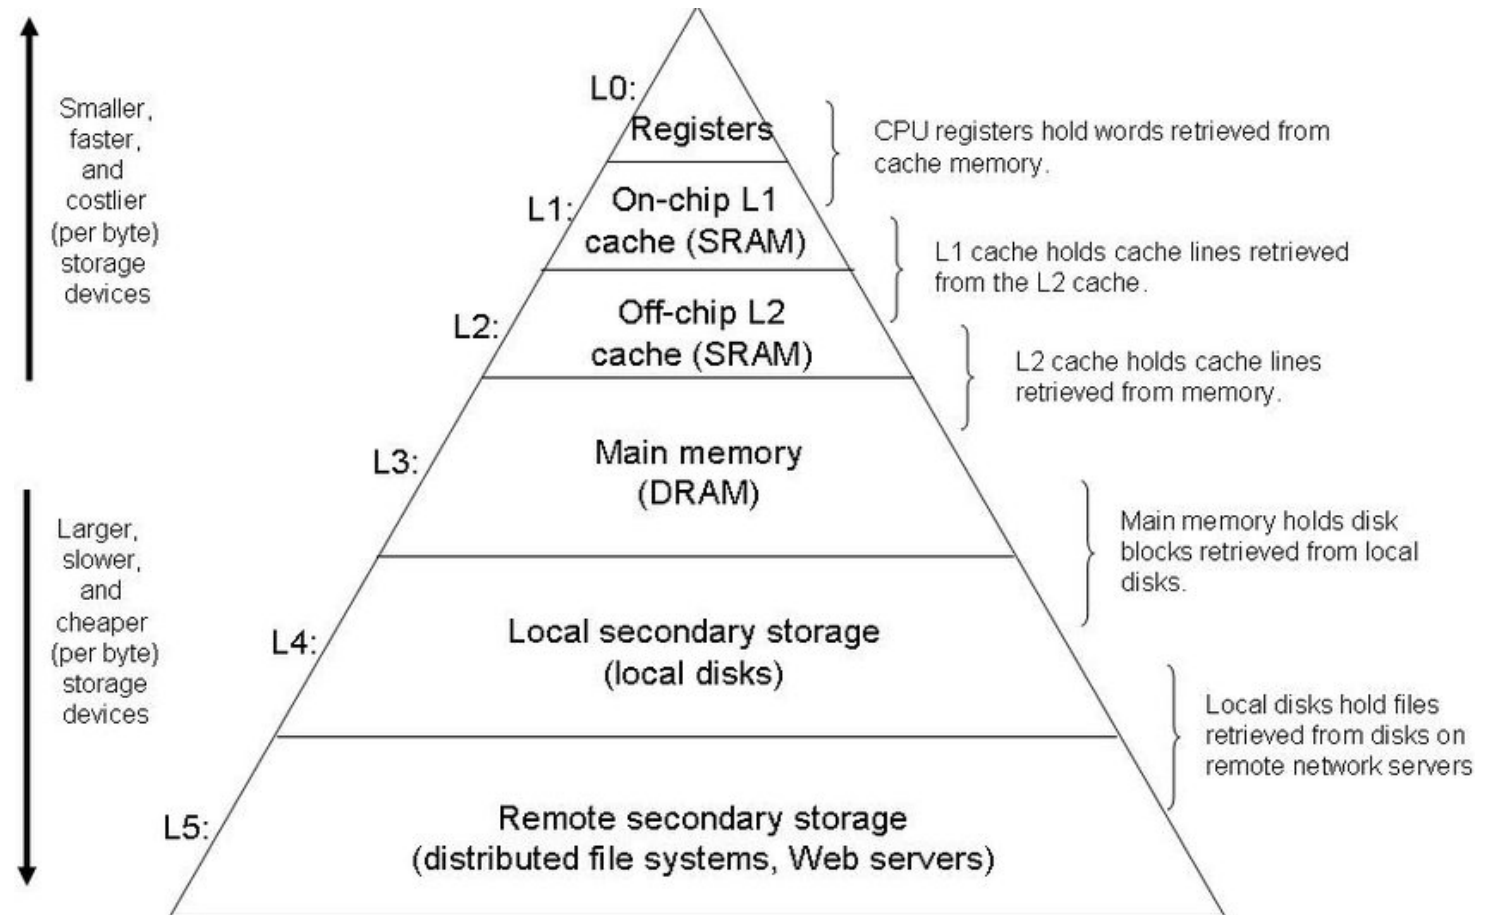 Smaller,
faster,
and
costlier
(per byte)
storage
devices
Larger,
slower,
and
cheaper
(per byte)
storage
devices
L0:
Registers
L1:
On-chip L1
cache (SRAM)
L2:
Off-chip L2
cache (SRAM)
L3:
Main memory
(DRAM)
L4:
Local secondary storage
(local disks)
L5:
Remote secondary storage
(distributed file systems, Web servers)
CPU registers hold words retrieved from
cache memory.
L1 cache holds cache lines retrieved
from the L2 cache.
L2 cache holds cache lines
retrieved from memory.
Main memory holds disk
blocks retrieved from local
disks.
Local disks hold files
retrieved from disks on
remote network servers